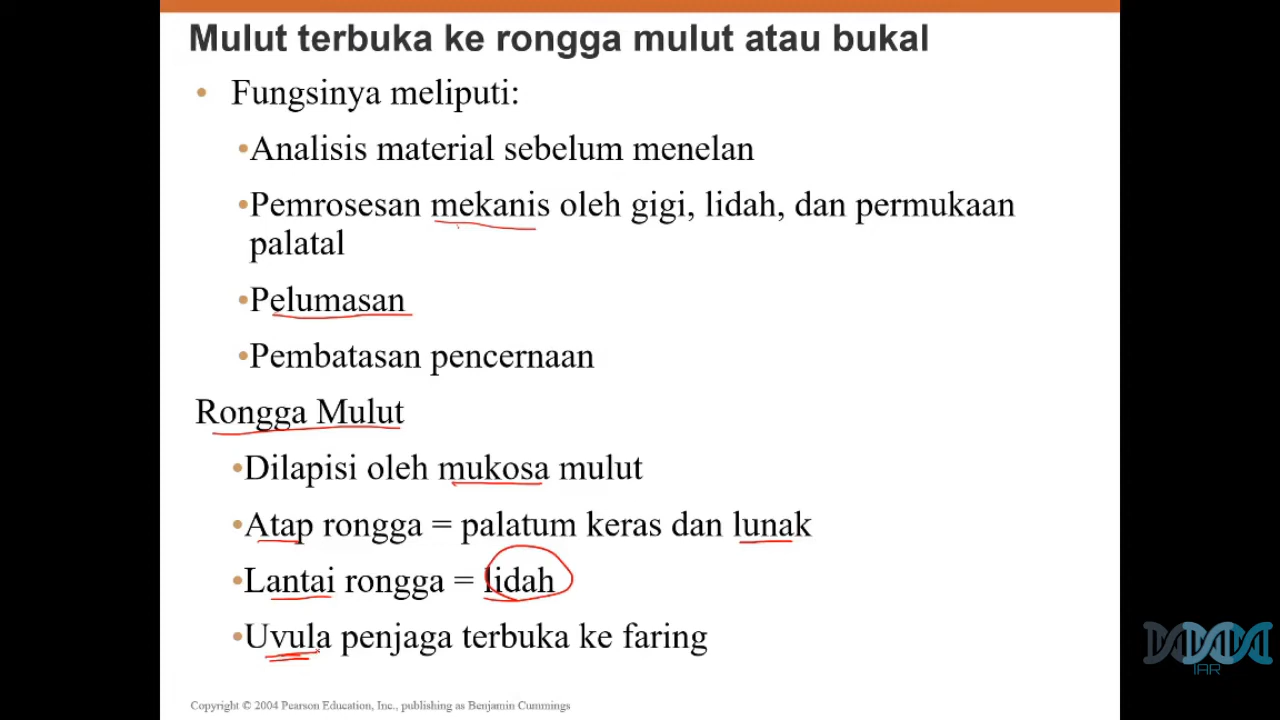 Mulut terbuka ke rongga mulut atau bukal
• Fungsinya meliputi:
•Analisis material sebelum menelan
•Pemrosesan mekanis oleh gigi, lidah, dan permukaan
palatal
•Pelumasan
•Pembatasan pencernaan
Rongga Mulut
•Dilapisi oleh mukosa mulut
•Atap rongga = palatum keras dan lunak
•Lantai rongga = lidah
•Uvula penjaga terbuka ke faring
IAR
Copyright © 2004 Pearson Education, Inc., publishing as Benjamin Cummings